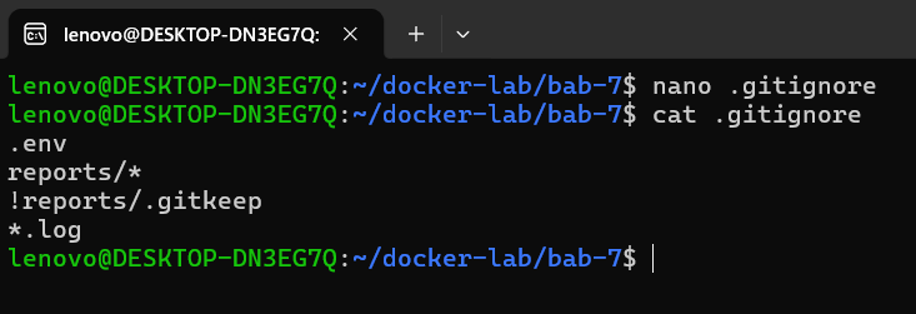 lenovo@DESKTOP-DN3EG7Q:
lenovo@DESKTOP-DN3EG7Q:~/docker-lab/bab-7$ nano .gitignore
lenovo@DESKTOP-DN3EG7Q:~/docker-lab/bab-7$ cat .gitignore
.env
reports/*
!reports/.gitkeep
*.log
lenovo@DESKTOP-DN3EG7Q:~/docker-lab/bab-7$